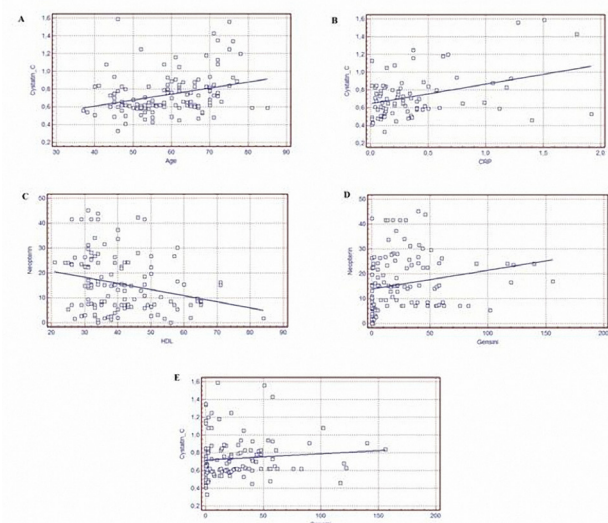 A
Cystatin_C
1,6
1,4
1,2
1,0
0,8
0,6
0,4
0,2
30 40 50 60 70 80 90
Age
B
Cystatin_C
1,6
1,4
1,2
1,0
0,8
0,6
0,4
0,2
0,0 0,5 1,0 1,5 2,0
CRP
C
Neopterin
50
40
30
20
10
0
20 30 40 50 60 70 80 90
HDL
D
Neopterin
50
40
30
20
10
0
0 50 100 150 200
Gensini
E
Cystatin_C
1,6
1,4
1,2
1,0
0,8
0,6
0,4
0,2
0 50 100 150 200